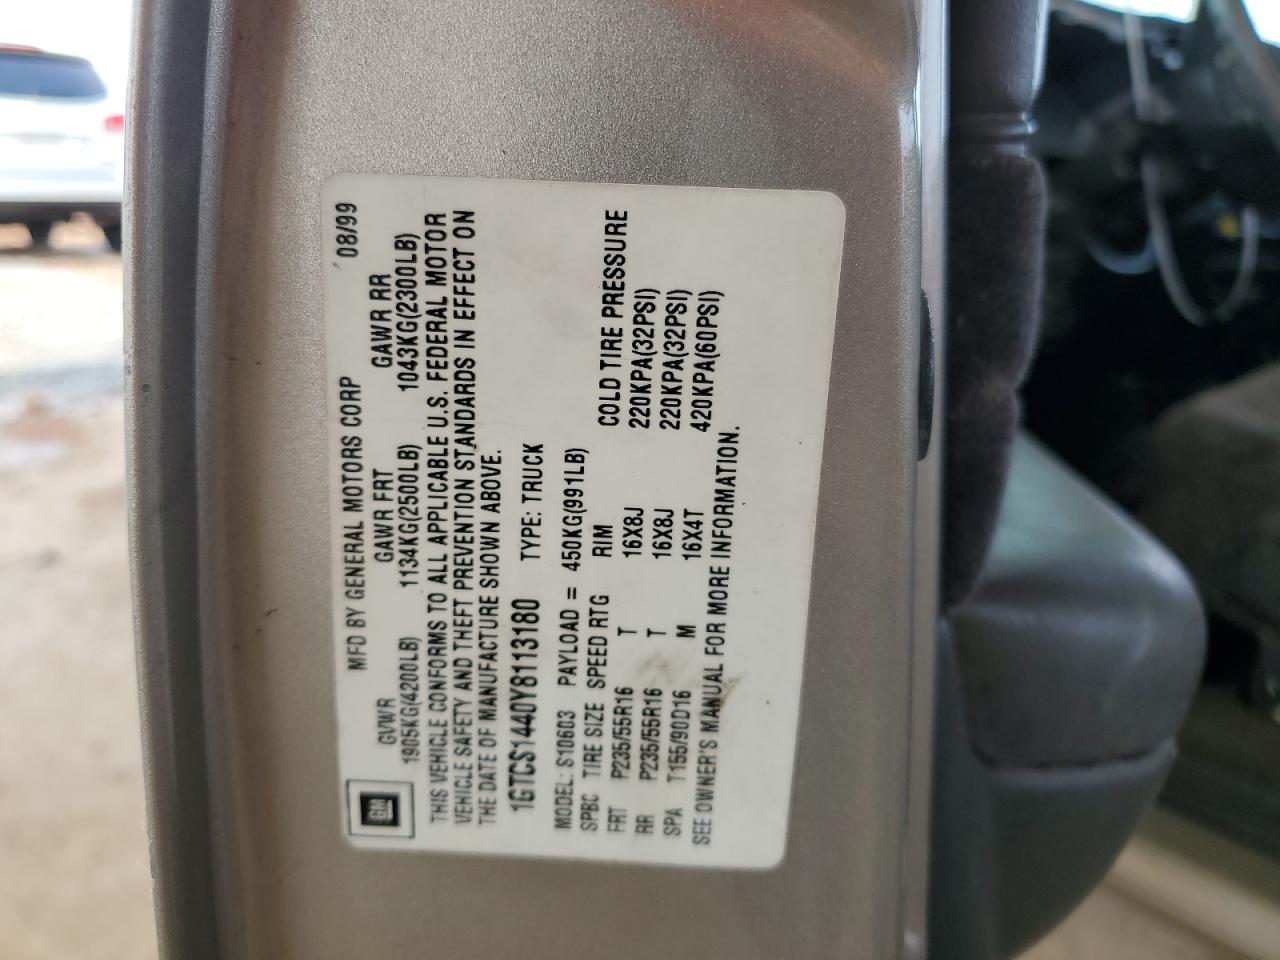 MFD BY GENERAL MOTORS CORP 08/99
GM
GVWR GAWR FRT GAWR RR
1905KG(4200LB) 1134KG(2500LB) 1043KG(2300LB)
THIS VEHICLE CONFORMS TO ALL APPLICABLE U.S. FEDERAL MOTOR
VEHICLE SAFETY AND THEFT PREVENTION STANDARDS IN EFFECT ON
THE DATE OF MANUFACTURE SHOWN ABOVE.
1GTCS1440Y8113180 TYPE: TRUCK
MODEL: S10603 PAYLOAD = 450KG(991LB)
SPBC TIRE SIZE SPEED RTG RIM COLD TIRE PRESSURE
FRT P235/55R16 T 16X8J 220KPA(32PSI)
RR P235/55R16 T 16X8J 220KPA(32PSI)
SPA T155/90D16 M 16X4T 420KPA(60PSI)
SEE OWNER'S MANUAL FOR MORE INFORMATION.